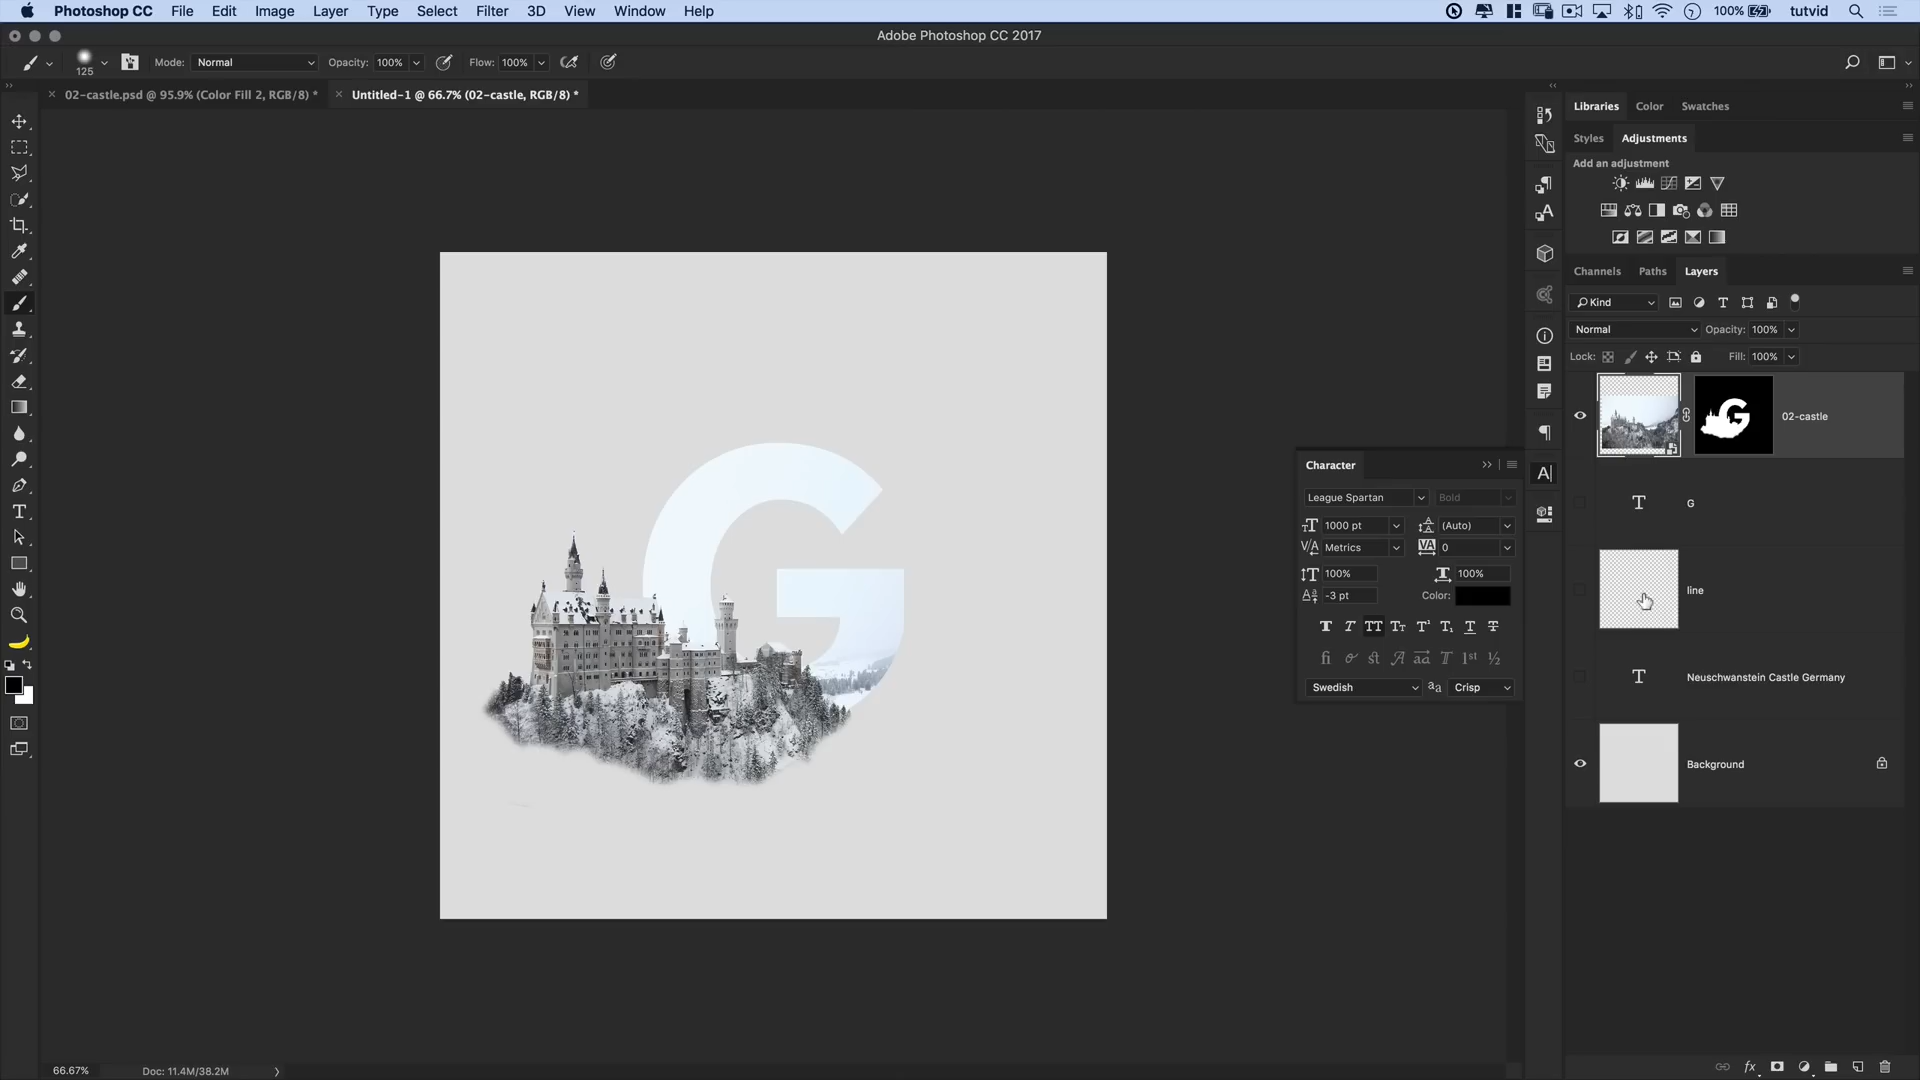 Photoshop CC File Edit Image Layer Type Select Filter 3D View Window Help 100% tutvid
Adobe Photoshop CC 2017
125 Mode: Normal Opacity: 100% Flow: 100%
02-castle.psd @ 95.9% (Color Fill 2, RGB/8) * Untitled-1 @ 66.7% (02-castle, RGB/8) *
Libraries Color Swatches
Styles Adjustments
Add an adjustment
Channels Paths Layers
Kind
Normal Opacity: 100%
Lock: Fill: 100%
02-castle
G
line
Neuschwanstein Castle Germany
Background
Character
League Spartan Bold
1000 pt (Auto)
Metrics 0
100% 100%
-3 pt Color:
Swedish Crisp
G
66.67% Doc: 11.4M/38.2M